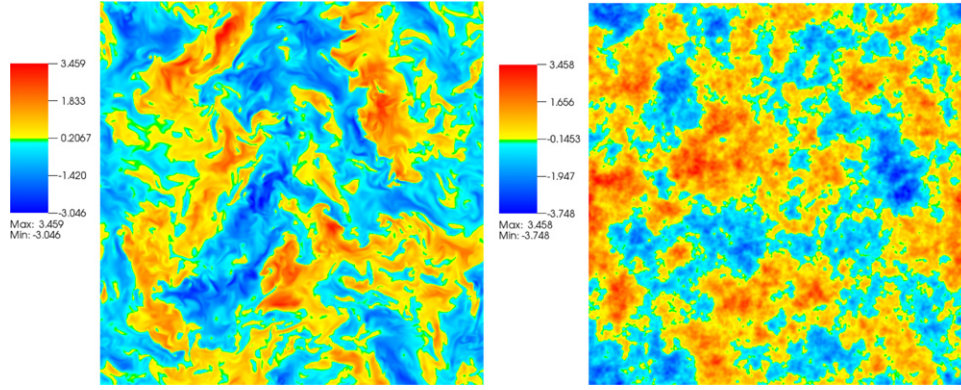 3.459
1.833
0.2067
-1.420
-3.046
Max: 3.459
Min: -3.046
3.458
1.656
-0.1453
-1.947
-3.748
Max: 3.458
Min: -3.748